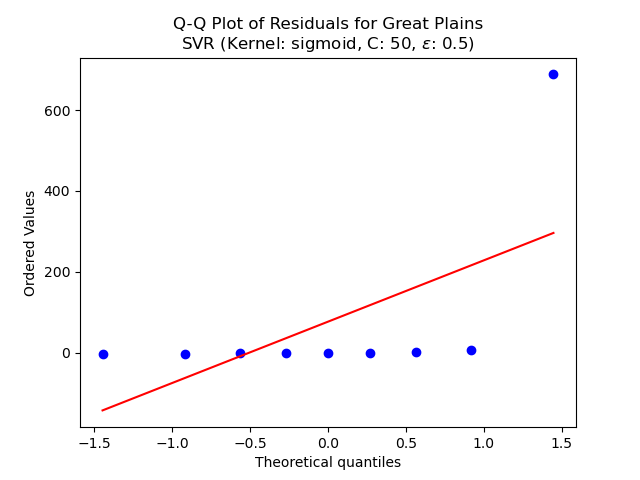 Q-Q Plot of Residuals for Great Plains
SVR (Kernel: sigmoid, C: 50, ε: 0.5)
600
400
200
0
Ordered Values
−1.5 −1.0 −0.5 0.0 0.5 1.0 1.5
Theoretical quantiles